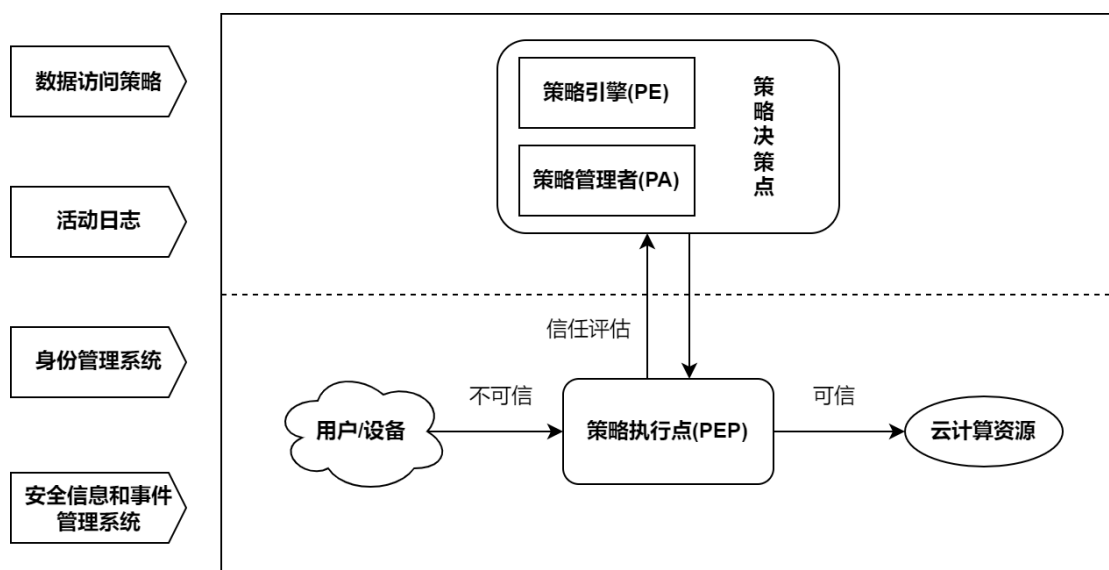 数据访问策略
活动日志
身份管理系统
安全信息和事件
管理系统
策略引擎(PE)
策略管理者(PA)
策略决策点
信任评估
不可信
可信
用户/设备
策略执行点(PEP)
云计算资源